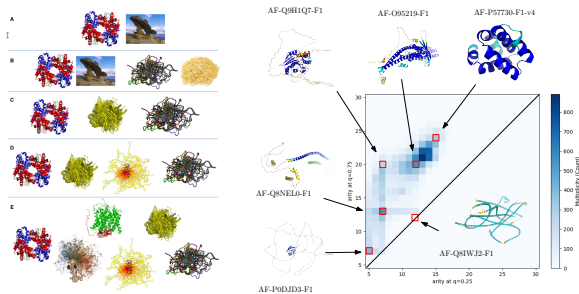 A
B
C
D
E
AF-Q9H1Q7-F1
AF-O95219-F1
AF-P57730-F1-v4
AF-Q8NEL0-F1
AF-P0DJD3-F1
AF-Q8IWJ2-F1
arity at q=0.75
25
20
15
10
5
5
10
15
20
25
30
arity at q=0.25
Multiplicity (Count)
800
700
600
500
400
300
200
100
0